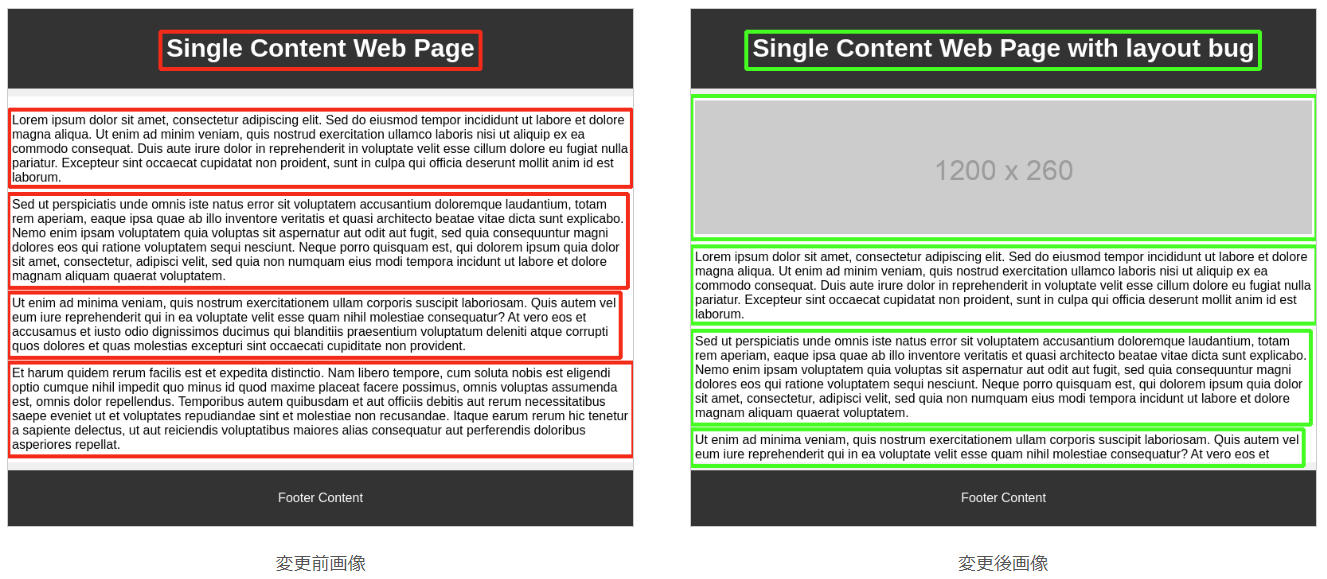 Single Content Web Page
Lorem ipsum dolor sit amet, consectetur adipiscing elit. Sed do eiusmod tempor incididunt ut labore et dolore
magna aliqua. Ut enim ad minim veniam, quis nostrud exercitation ullamco laboris nisi ut aliquip ex ea
commodo consequat. Duis aute irure dolor in reprehenderit in voluptate velit esse cillum dolore eu fugiat nulla
pariatur. Excepteur sint occaecat cupidatat non proident, sunt in culpa qui officia deserunt mollit anim id est
laborum.
Sed ut perspiciatis unde omnis iste natus error sit voluptatem accusantium doloremque laudantium, totam
rem aperiam, eaque ipsa quae ab illo inventore veritatis et quasi architecto beatae vitae dicta sunt explicabo.
Nemo enim ipsam voluptatem quia voluptas sit aspernatur aut odit aut fugit, sed quia consequuntur magni
dolores eos qui ratione voluptatem sequi nesciunt. Neque porro quisquam est, qui dolorem ipsum quia dolor
sit amet, consectetur, adipisci velit, sed quia non numquam eius modi tempora incidunt ut labore et dolore
magnam aliquam quaerat voluptatem.
Ut enim ad minima veniam, quis nostrum exercitationem ullam corporis suscipit laboriosam. Quis autem vel
eum iure reprehenderit qui in ea voluptate velit esse quam nihil molestiae consequatur? At vero eos et
accusamus et iusto odio dignissimos ducimus qui blanditiis praesentium voluptatum deleniti atque corrupti
quos dolores et quas molestias excepturi sint occaecati cupiditate non provident.
Et harum quidem rerum facilis est et expedita distinctio. Nam libero tempore, cum soluta nobis est eligendi
optio cumque nihil impedit quo minus id quod maxime placeat facere possimus, omnis voluptas assumenda
est, omnis dolor repellendus. Temporibus autem quibusdam et aut officiis debitis aut rerum necessitatibus
saepe eveniet ut et voluptates repudiandae sint et molestiae non recusandae. Itaque earum rerum hic tenetur
a sapiente delectus, ut aut reiciendis voluptatibus maiores alias consequatur aut perferendis doloribus
asperiores repellat.
Footer Content
変更前画像
Single Content Web Page with layout bug
1200 x 260
Lorem ipsum dolor sit amet, consectetur adipiscing elit. Sed do eiusmod tempor incididunt ut labore et dolore
magna aliqua. Ut enim ad minim veniam, quis nostrud exercitation ullamco laboris nisi ut aliquip ex ea
commodo consequat. Duis aute irure dolor in reprehenderit in voluptate velit esse cillum dolore eu fugiat nulla
pariatur. Excepteur sint occaecat cupidatat non proident, sunt in culpa qui officia deserunt mollit anim id est
laborum.
Sed ut perspiciatis unde omnis iste natus error sit voluptatem accusantium doloremque laudantium, totam
rem aperiam, eaque ipsa quae ab illo inventore veritatis et quasi architecto beatae vitae dicta sunt explicabo.
Nemo enim ipsam voluptatem quia voluptas sit aspernatur aut odit aut fugit, sed quia consequuntur magni
dolores eos qui ratione voluptatem sequi nesciunt. Neque porro quisquam est, qui dolorem ipsum quia dolor
sit amet, consectetur, adipisci velit, sed quia non numquam eius modi tempora incidunt ut labore et dolore
magnam aliquam quaerat voluptatem.
Ut enim ad minima veniam, quis nostrum exercitationem ullam corporis suscipit laboriosam. Quis autem vel
eum iure reprehenderit qui in ea voluptate velit esse quam nihil molestiae consequatur? At vero eos et
Footer Content
変更後画像